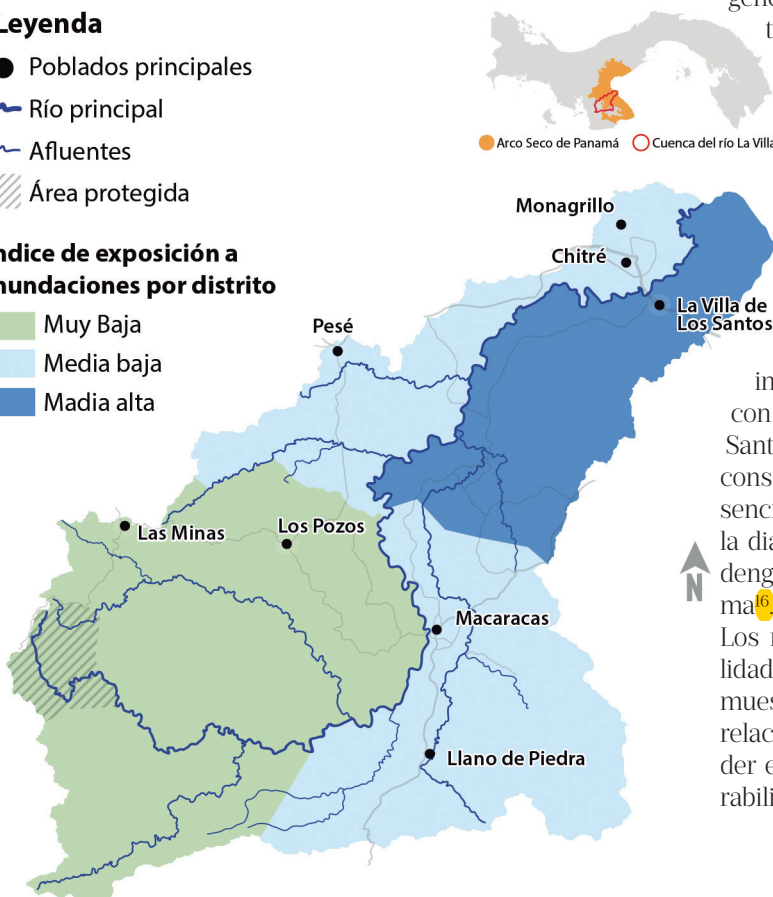 Leyenda
Poblados principales
Río principal
Afluentes
Área protegida
ndice de exposición a
nundaciones por distrito
Muy Baja
Media baja
Madia alta
Arco Seco de Panamá
Cuenca del río La Villa
Monagrillo
Chitré
La Villa de
Los Santos
Pesé
Las Minas
Los Pozos
Macaracas
Llano de Piedra
N
in
con
Sant
cons
senci
la dia
deng
ma16.
Los r
lidad
mues
relac
der e
rabili